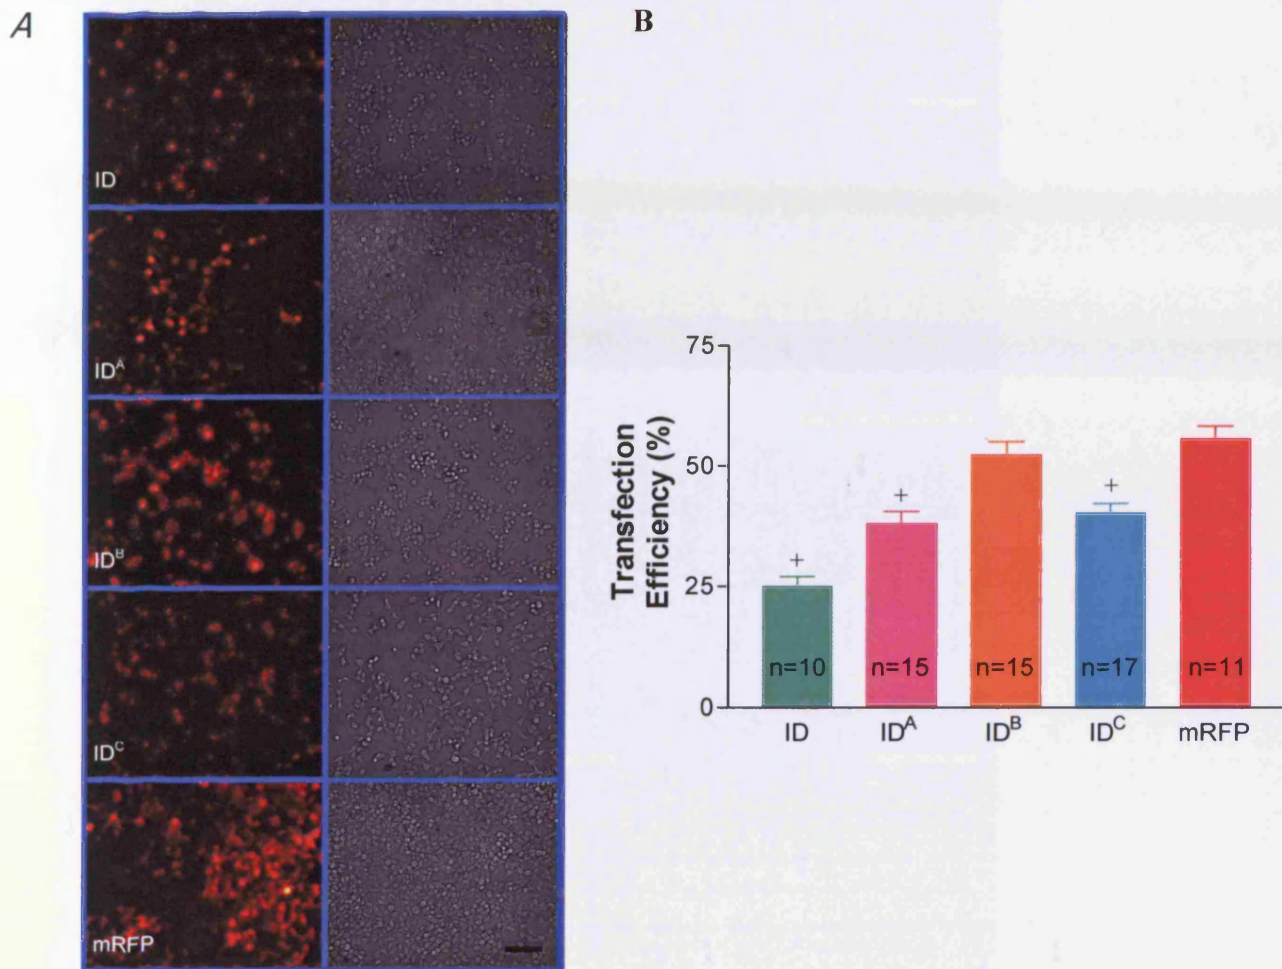 A
B
ID
ID^A
ID^B
ID^C
mRFP
Transfection
Efficiency (%)
75
50
25
0
+
+
+
n=10
n=15
n=15
n=17
n=11
ID
ID^A
ID^B
ID^C
mRFP